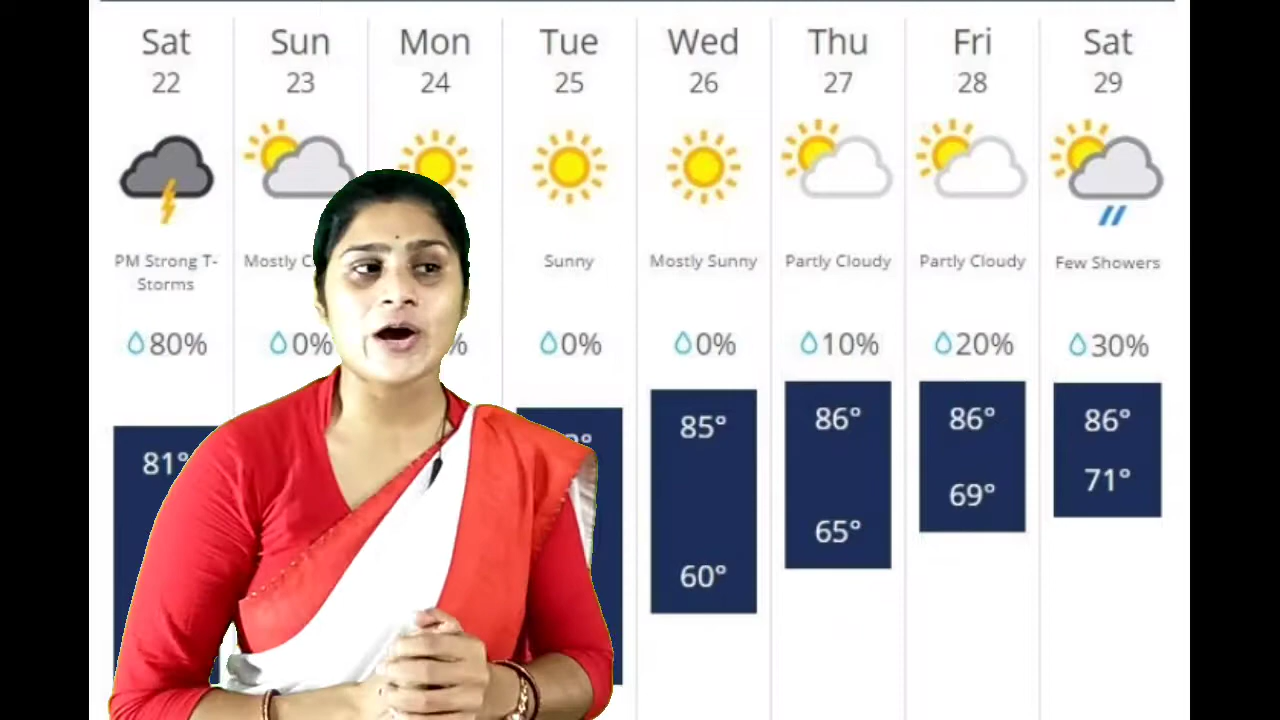 Sat Sun Mon Tue Wed Thu Fri Sat
22 23 24 25 26 27 28 29
PM Strong T- Mostly Sunny Mostly Sunny Partly Cloudy Partly Cloudy Few Showers
Storms
80% 0% % 0% 0% 10% 20% 30%
81° 85° 86° 86° 86°
60° 65° 69° 71°